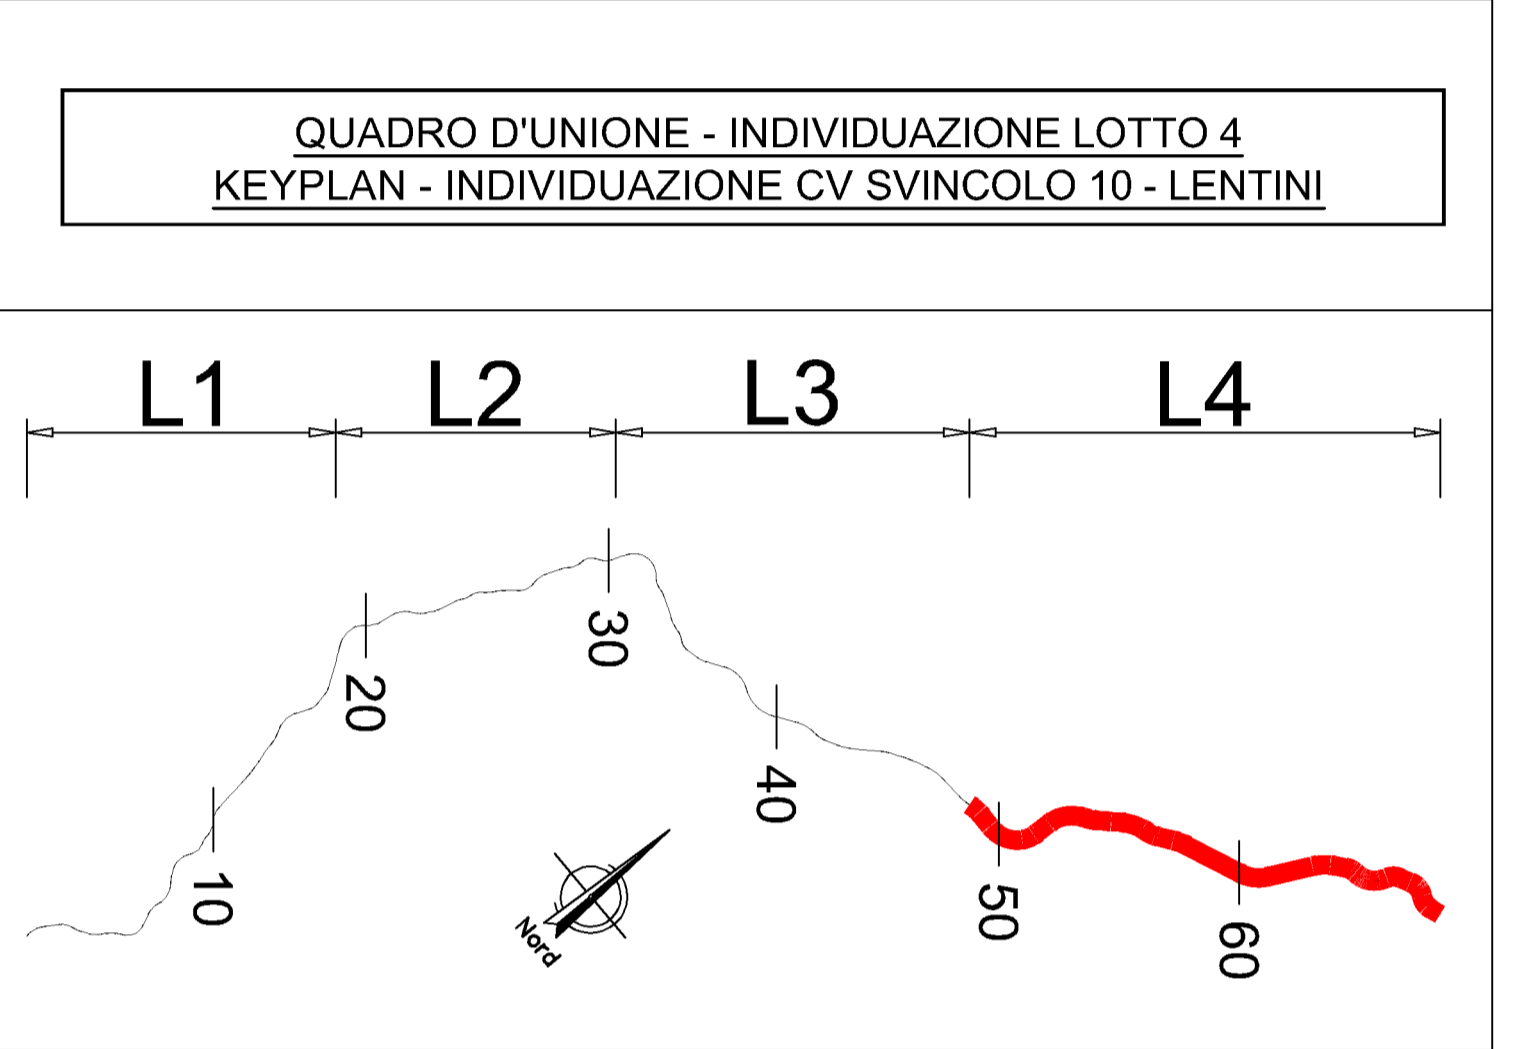 QUADRO D'UNIONE - INDIVIDUAZIONE LOTTO 4
KEYPLAN - INDIVIDUAZIONE CV SVINCOLO 10 - LENTINI
L1
L2
L3
L4
10
20
30
40
50
60
Nord